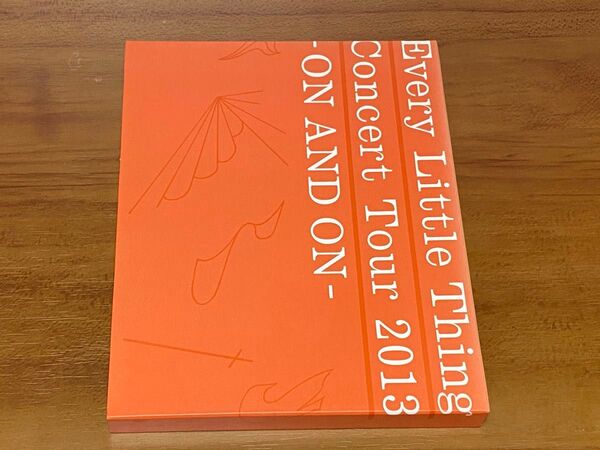 Every Little Thing
Concert Tour 2013
-ON AND ON-